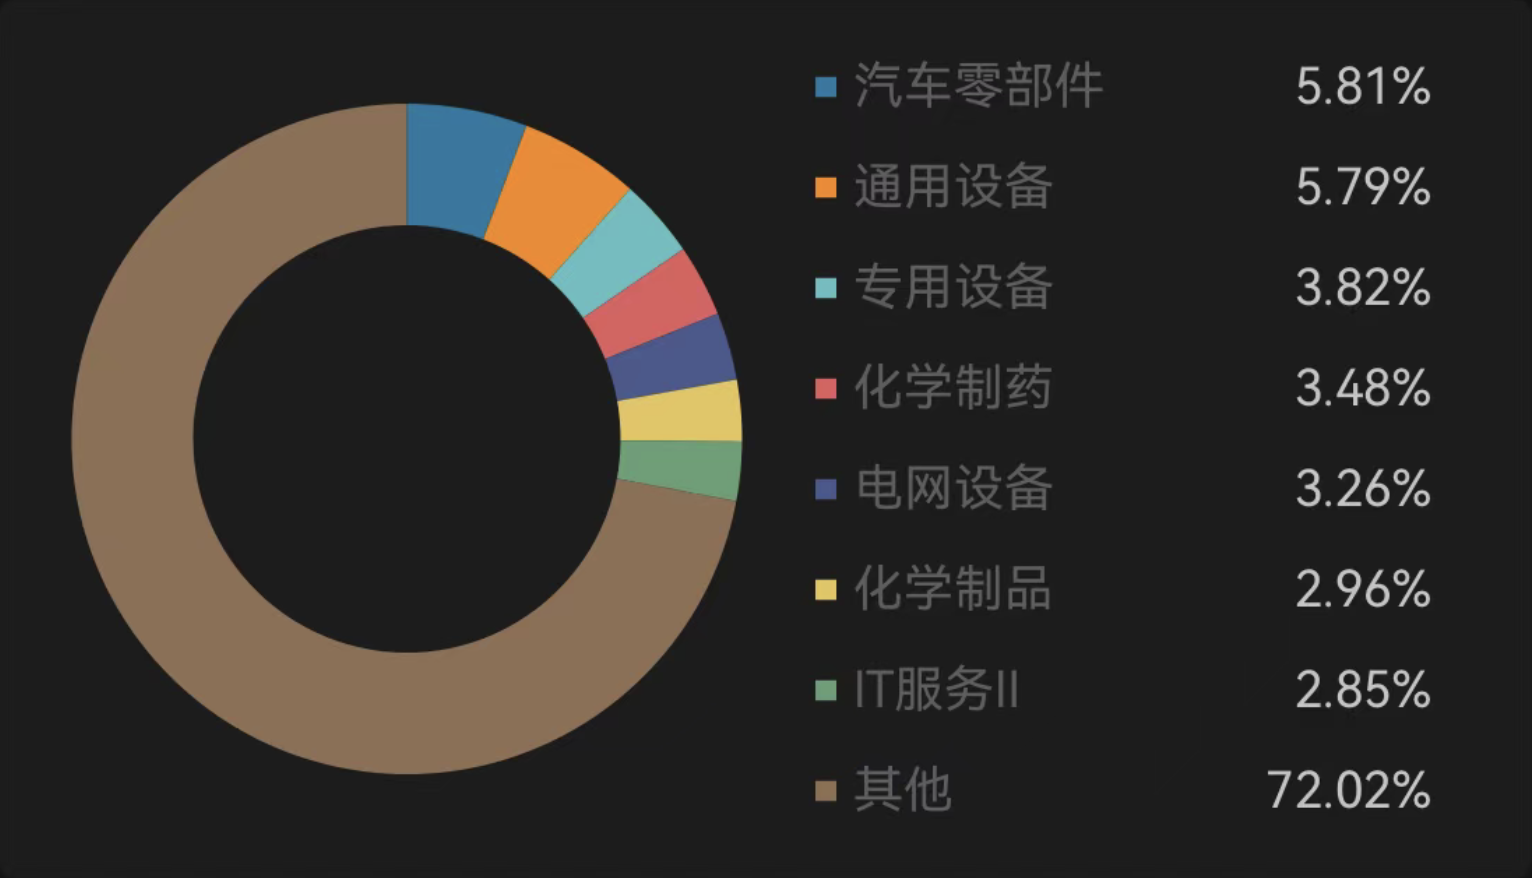 汽车零部件 5.81%
通用设备 5.79%
专用设备 3.82%
化学制药 3.48%
电网设备 3.26%
化学制品 2.96%
IT服务II 2.85%
其他 72.02%